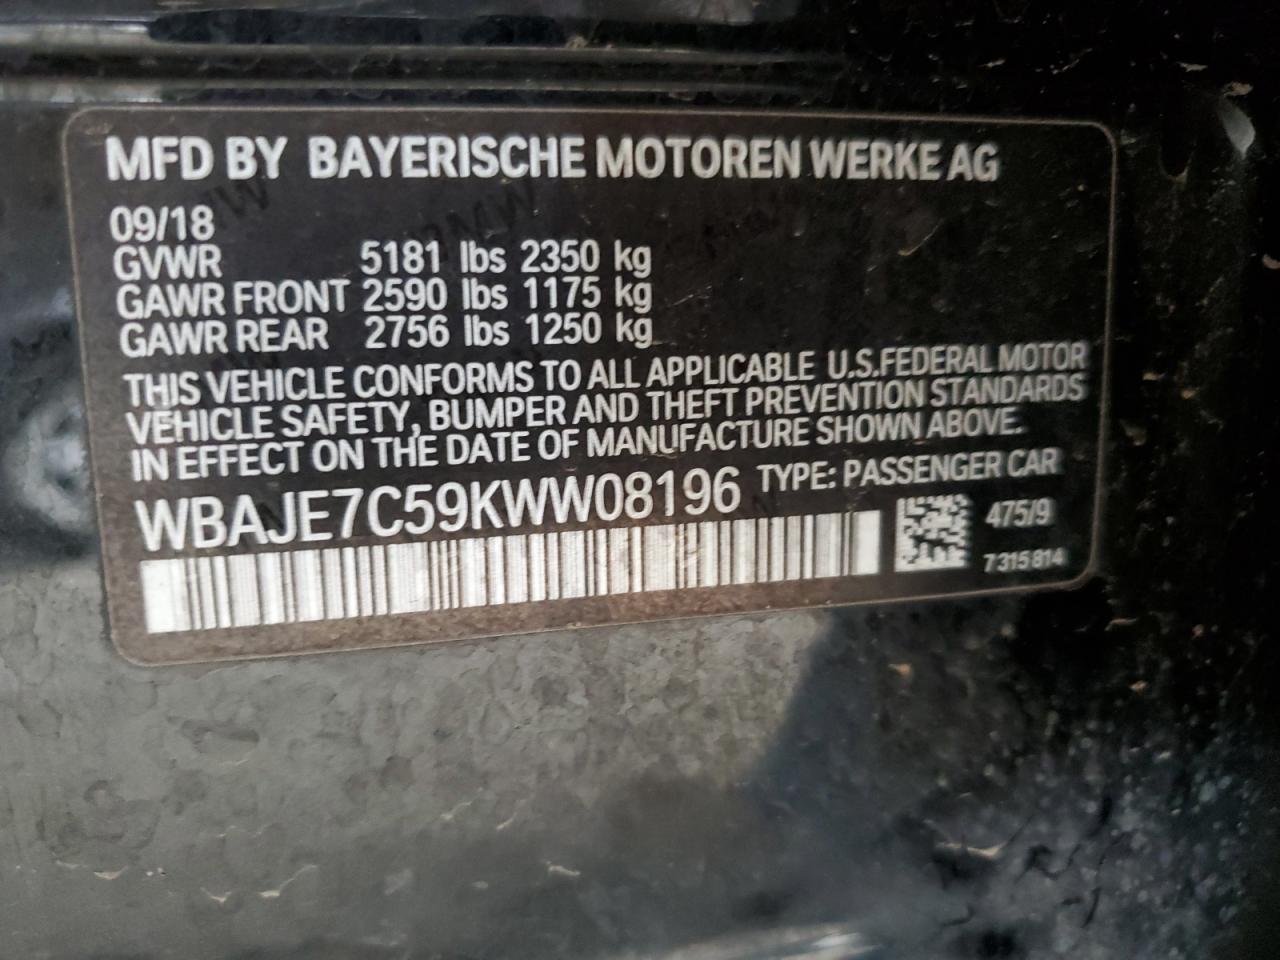 MFD BY BAYERISCHE MOTOREN WERKE AG
09/18
GVWR 5181 lbs 2350 kg
GAWR FRONT 2590 lbs 1175 kg
GAWR REAR 2756 lbs 1250 kg
THIS VEHICLE CONFORMS TO ALL APPLICABLE U.S.FEDERAL MOTOR
VEHICLE SAFETY, BUMPER AND THEFT PREVENTION STANDARDS
IN EFFECT ON THE DATE OF MANUFACTURE SHOWN ABOVE.
WBAJE7C59KWW08196 TYPE: PASSENGER CAR
475/9
7315814